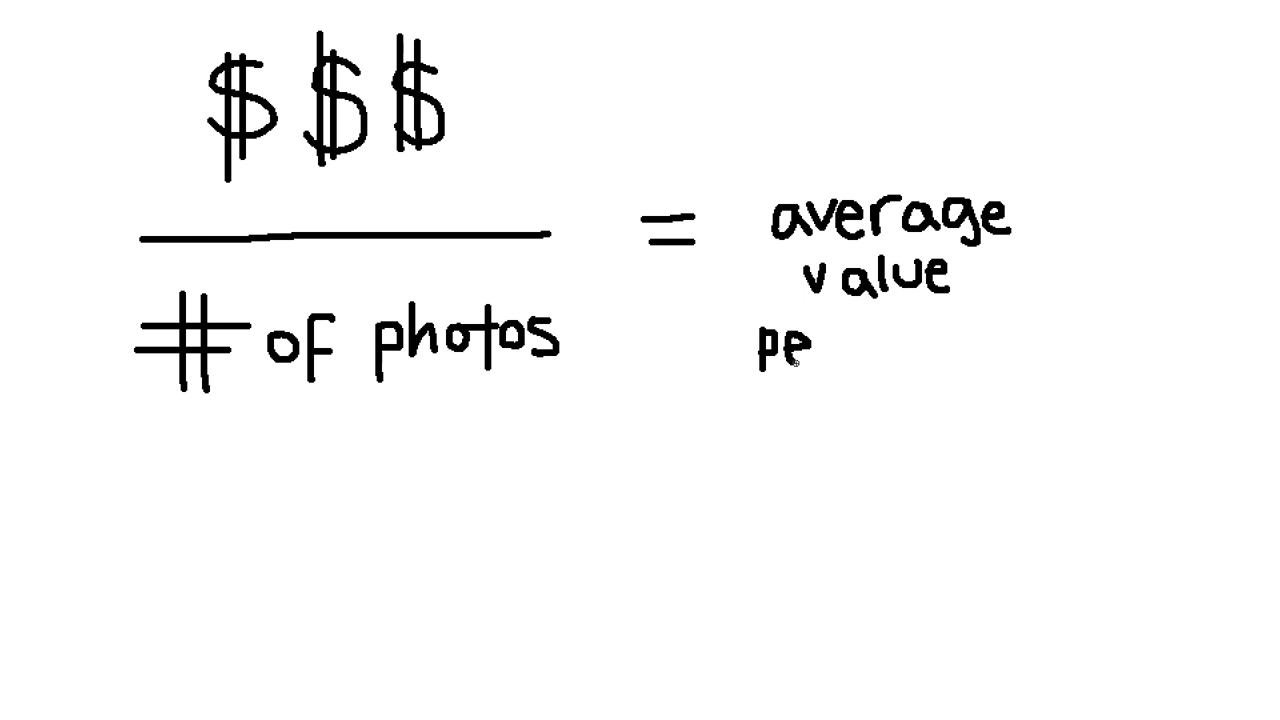 $ $ $
# of photos
=
average
value
pe